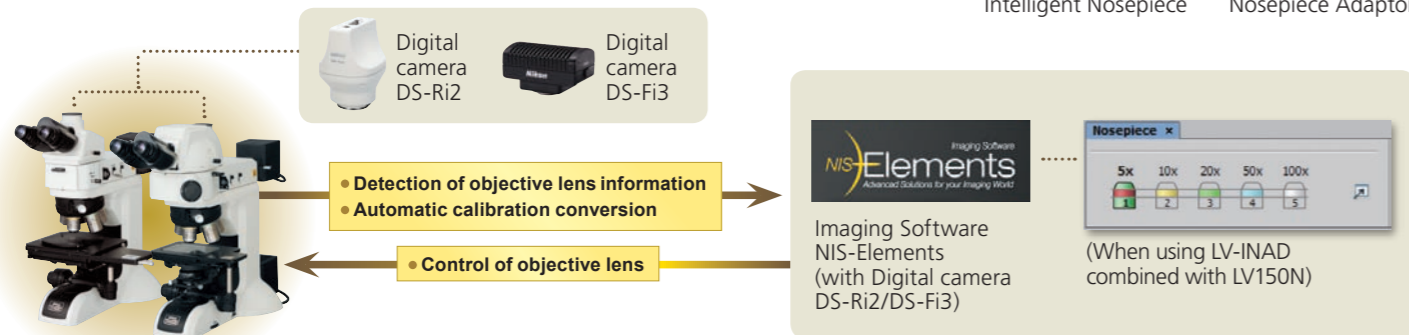 Intelligent Nosepiece
Nosepiece Adaptor
Digital
camera
DS-Ri2
Nikon
Digital
camera
DS-Fi3
• Detection of objective lens information
• Automatic calibration conversion
• Control of objective lens
Imaging Software
NIS-Elements
Advanced Solutions for your Imaging World
Imaging Software
NIS-Elements
(with Digital camera
DS-Ri2/DS-Fi3)
Nosepiece ×
5x 10x 20x 50x 100x
1 2 3 4 5
(When using LV-INAD
combined with LV150N)